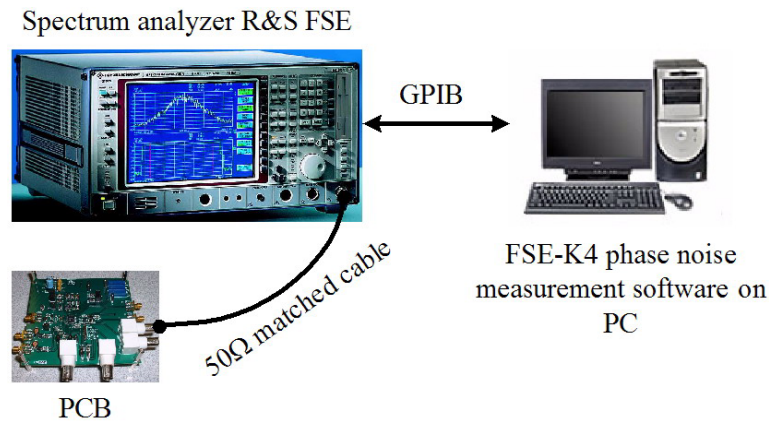 Spectrum analyzer R&S FSE
GPIB
FSE-K4 phase noise
measurement software on
PC
50Ω matched cable
PCB